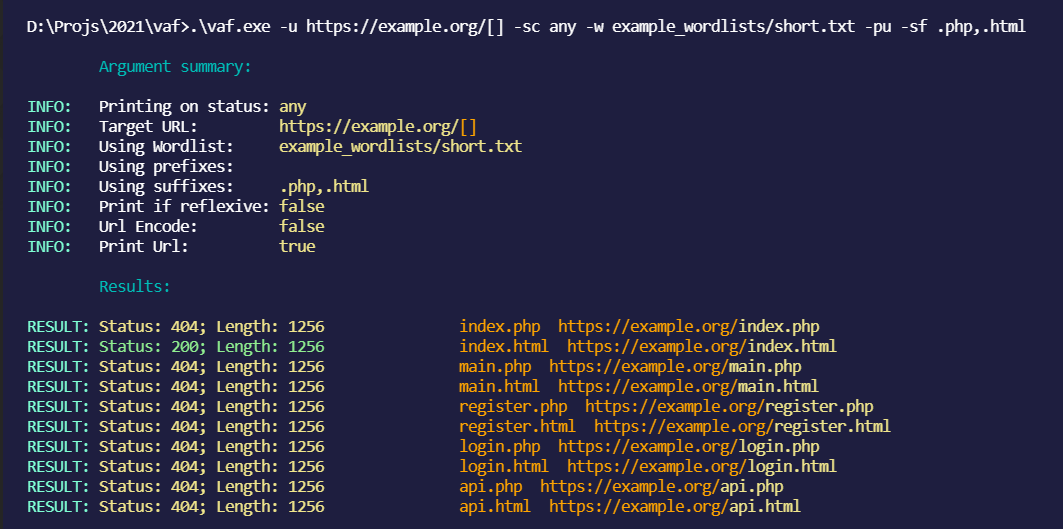 D:\Projs\2021\vaf>.\vaf.exe -u https://example.org/[] -sc any -w example_wordlists/short.txt -pu -sf .php,.html
Argument summary:
INFO: Printing on status: any
INFO: Target URL: https://example.org/[]
INFO: Using Wordlist: example_wordlists/short.txt
INFO: Using prefixes:
INFO: Using suffixes: .php,.html
INFO: Print if reflexive: false
INFO: Url Encode: false
INFO: Print Url: true
Results:
RESULT: Status: 404; Length: 1256 index.php https://example.org/index.php
RESULT: Status: 200; Length: 1256 index.html https://example.org/index.html
RESULT: Status: 404; Length: 1256 main.php https://example.org/main.php
RESULT: Status: 404; Length: 1256 main.html https://example.org/main.html
RESULT: Status: 404; Length: 1256 register.php https://example.org/register.php
RESULT: Status: 404; Length: 1256 register.html https://example.org/register.html
RESULT: Status: 404; Length: 1256 login.php https://example.org/login.php
RESULT: Status: 404; Length: 1256 login.html https://example.org/login.html
RESULT: Status: 404; Length: 1256 api.php https://example.org/api.php
RESULT: Status: 404; Length: 1256 api.html https://example.org/api.html